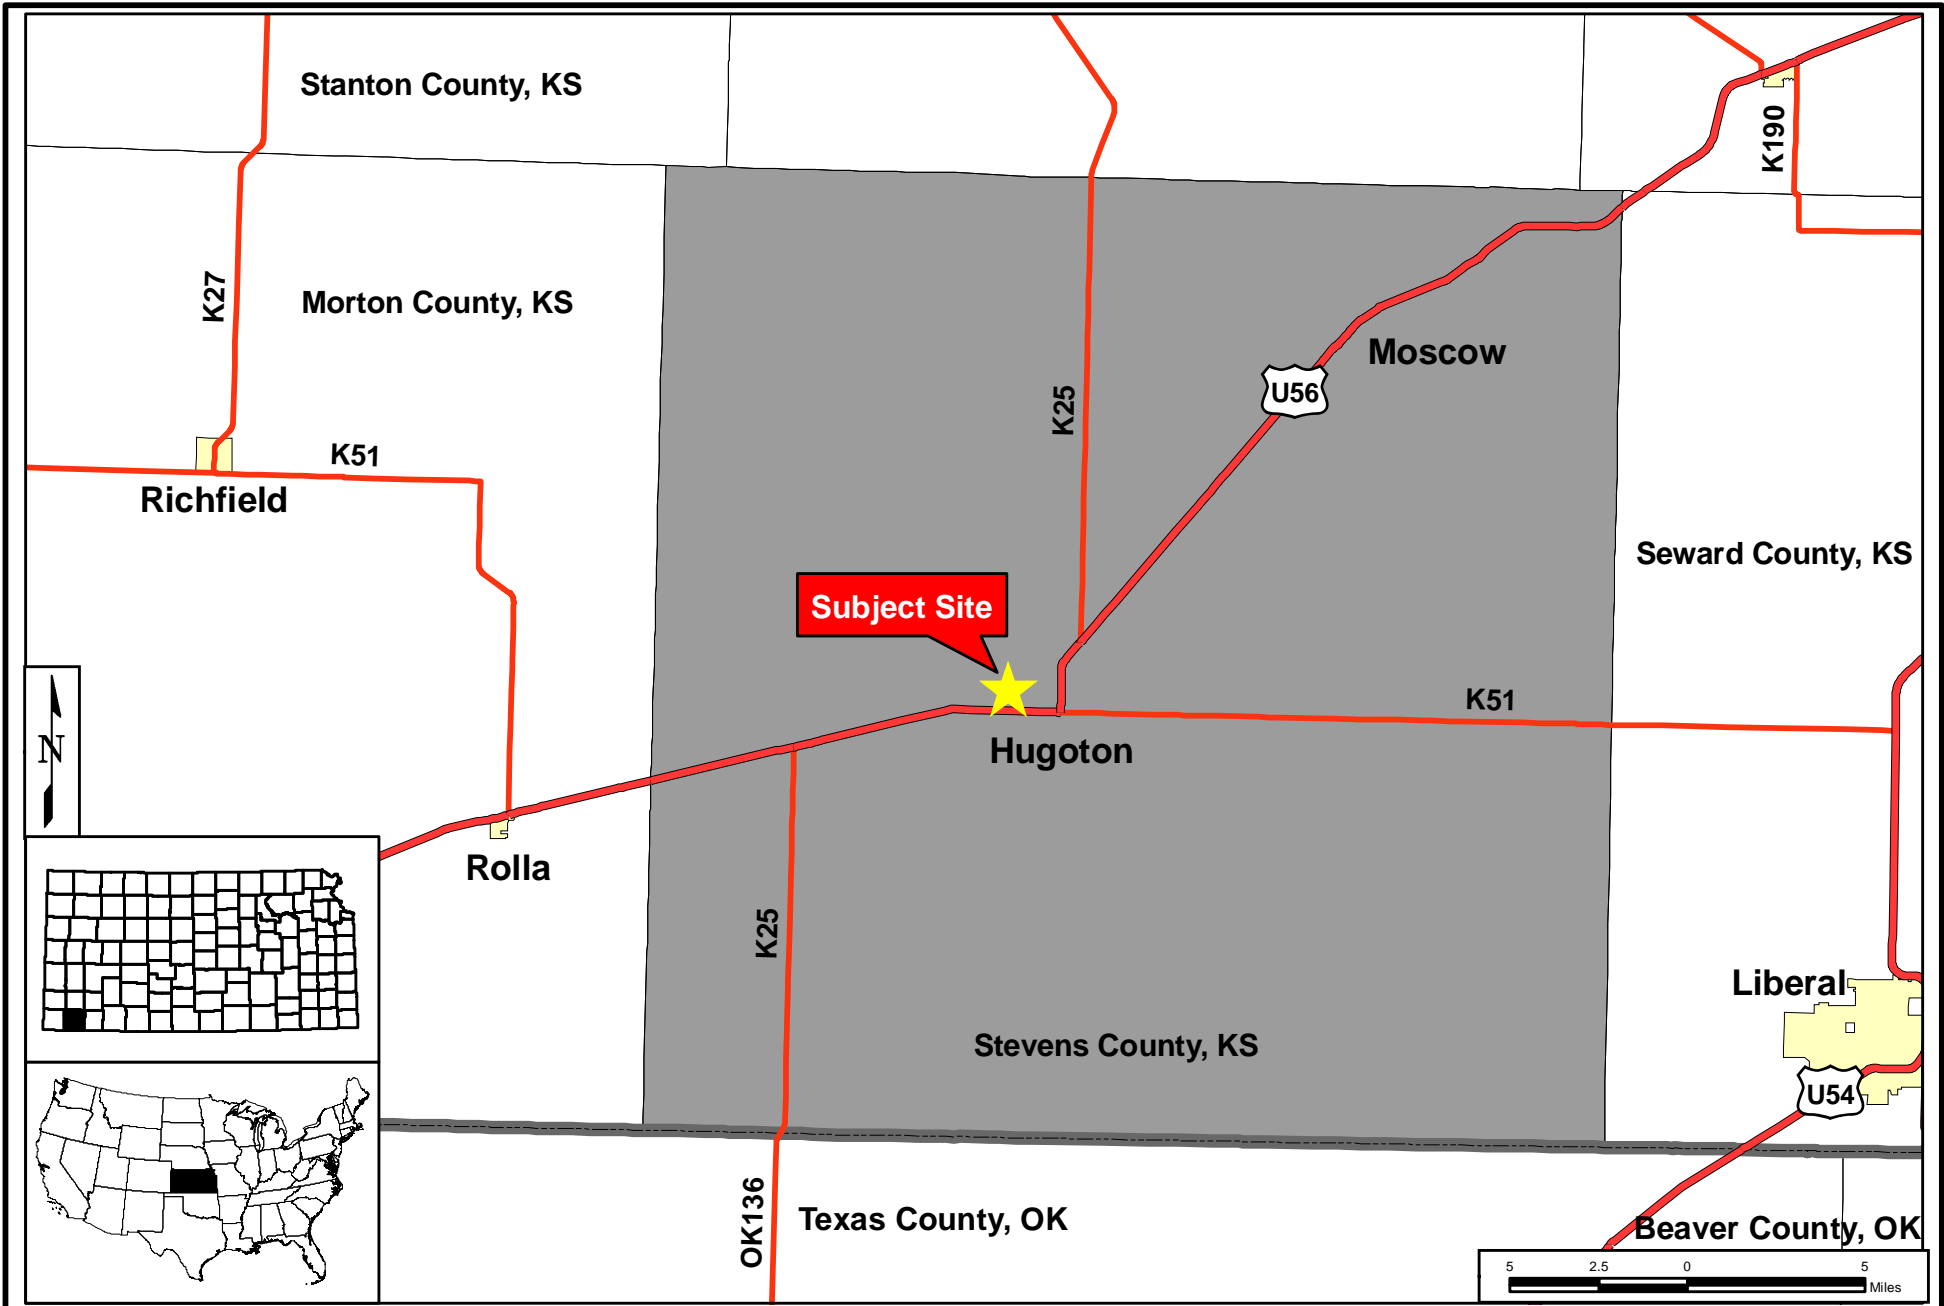 Stanton County, KS
K190
K27
Morton County, KS
Moscow
U56
K25
K51
Richfield
Seward County, KS
Subject Site
K51
N
Hugoton
Rolla
K25
Liberal
Stevens County, KS
U54
OK136
Texas County, OK
Beaver County, OK
5 2.5 0 5
Miles